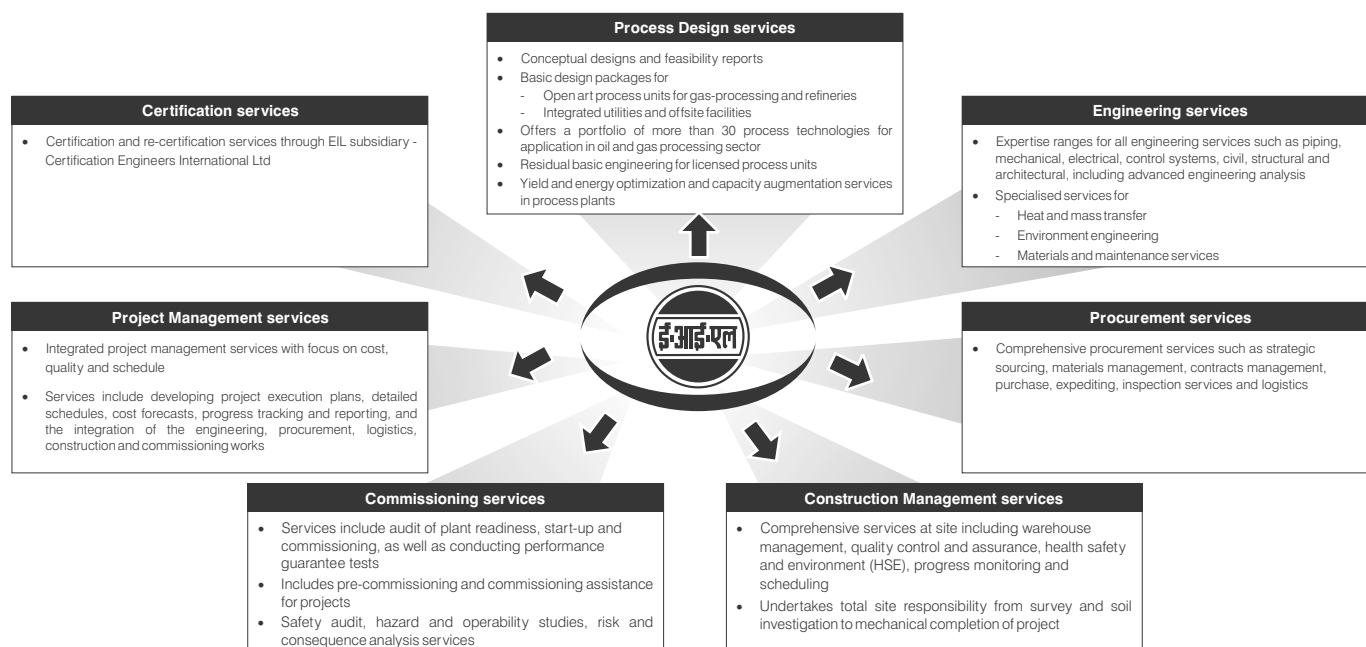 Process Design services
• Conceptual designs and feasibility reports
• Basic design packages for
- Open art process units for gas-processing and refineries
- Integrated utilities and offsite facilities
• Offers a portfolio of more than 30 process technologies for
application in oil and gas processing sector
• Residual basic engineering for licensed process units
• Yield and energy optimization and capacity augmentation services
in process plants
Certification services
• Certification and re-certification services through EIL subsidiary -
Certification Engineers International Ltd
Engineering services
• Expertise ranges for all engineering services such as piping,
mechanical, electrical, control systems, civil, structural and
architectural, including advanced engineering analysis
• Specialised services for
- Heat and mass transfer
- Environment engineering
- Materials and maintenance services
ई·आई·एल
Project Management services
• Integrated project management services with focus on cost,
quality and schedule
• Services include developing project execution plans, detailed
schedules, cost forecasts, progress tracking and reporting, and
the integration of the engineering, procurement, logistics,
construction and commissioning works
Procurement services
• Comprehensive procurement services such as strategic
sourcing, materials management, contracts management,
purchase, expediting, inspection services and logistics
Commissioning services
• Services include audit of plant readiness, start-up and
commissioning, as well as conducting performance
guarantee tests
• Includes pre-commissioning and commissioning assistance
for projects
• Safety audit, hazard and operability studies, risk and
consequence analysis services
Construction Management services
• Comprehensive services at site including warehouse
management, quality control and assurance, health safety
and environment (HSE), progress monitoring and
scheduling
• Undertakes total site responsibility from survey and soil
investigation to mechanical completion of project